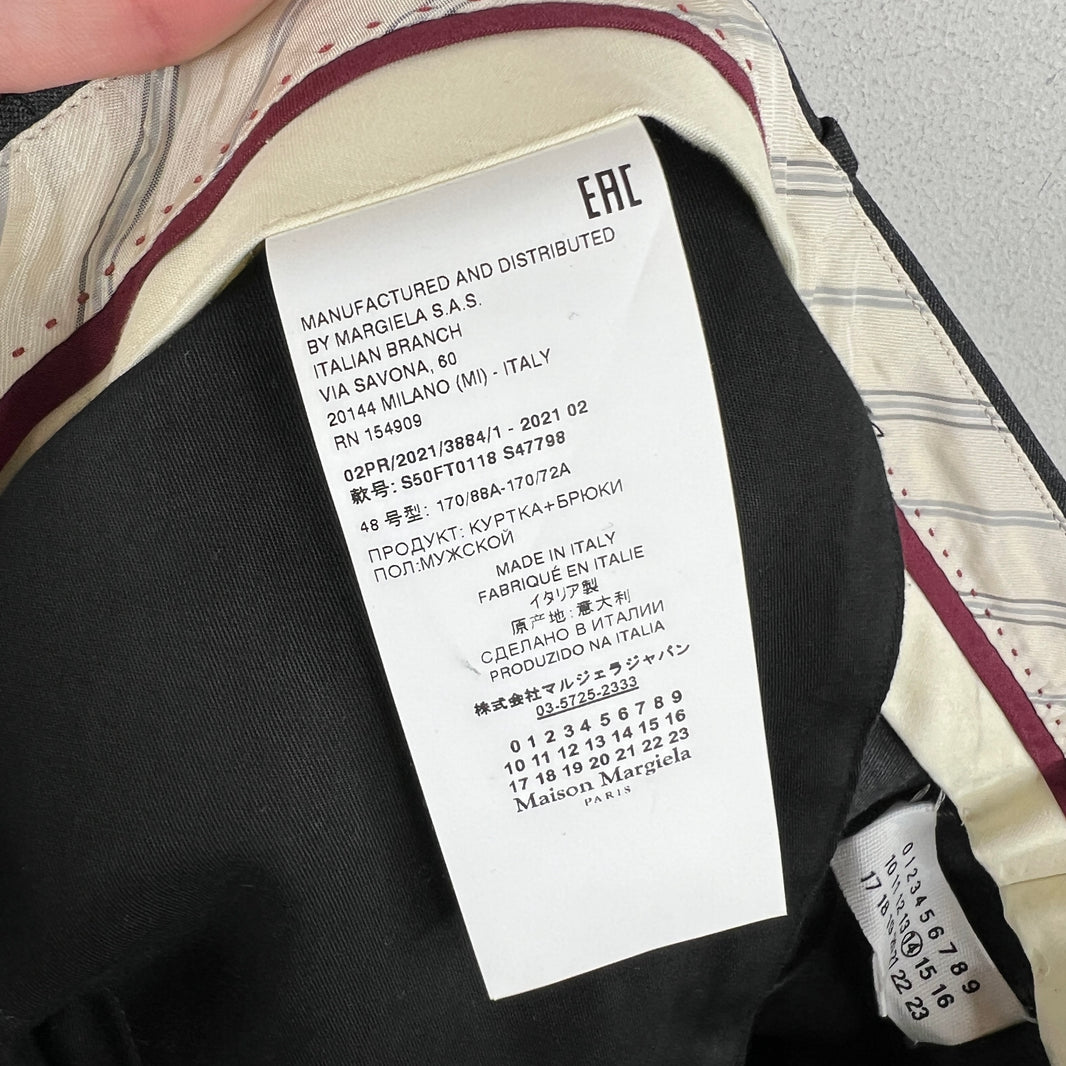 EAC
MANUFACTURED AND DISTRIBUTED
BY MARGIELA S.A.S.
ITALIAN BRANCH
VIA SAVONA, 60
20144 MILANO (MI) - ITALY
RN 154909
02PR/2021/3884/1 - 2021 02
款号: S50FT0118 S47798
48 号型: 170/88A-170/72A
ПРОДУКТ: КУРТКА+БРЮКИ
ПОЛ:МУЖСКОЙ
MADE IN ITALY
FABRIQUÉ EN ITALIE
イタリア製
原产地: 意大利
СДЕЛАНО В ИТАЛИИ
PRODUZIDO NA ITALIA
株式会社マルジェラジャパン
03-5725-2333
0 1 2 3 4 5 6 7 8 9
10 11 12 13 14 15 16
17 18 19 20 21 22 23
Maison Margiela
PARIS
0 1 2 3 4 5 6 7 8 9
10 11 12 13 14 15 16
17 18 19 20 21 22 23